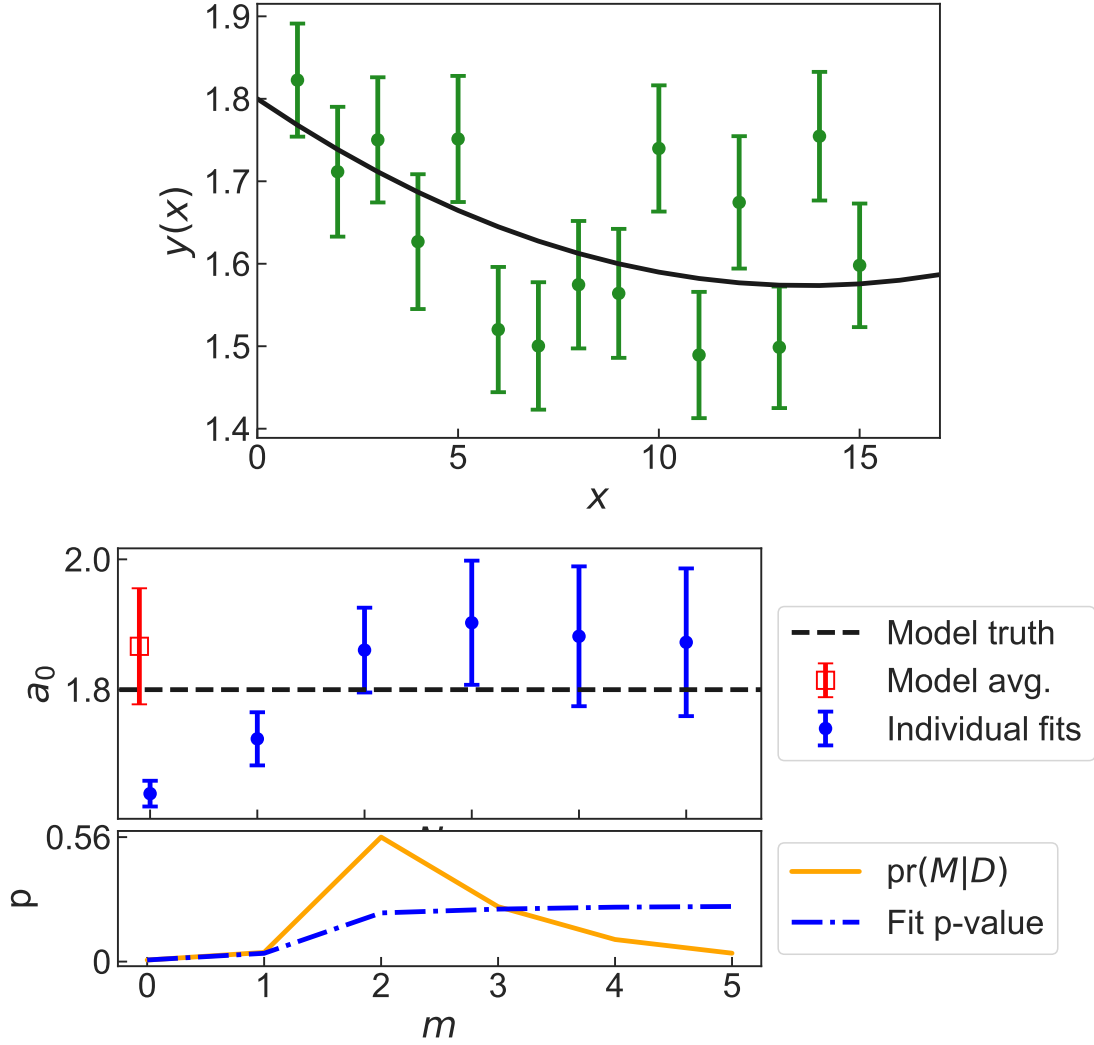 1.9
1.8
1.7
1.6
1.5
1.4
y(x)
0 5 10 15
x
2.0
1.8
a₀
Model truth
Model avg.
Individual fits
0.56
0
p
pr(M|D)
Fit p-value
0 1 2 3 4 5
m